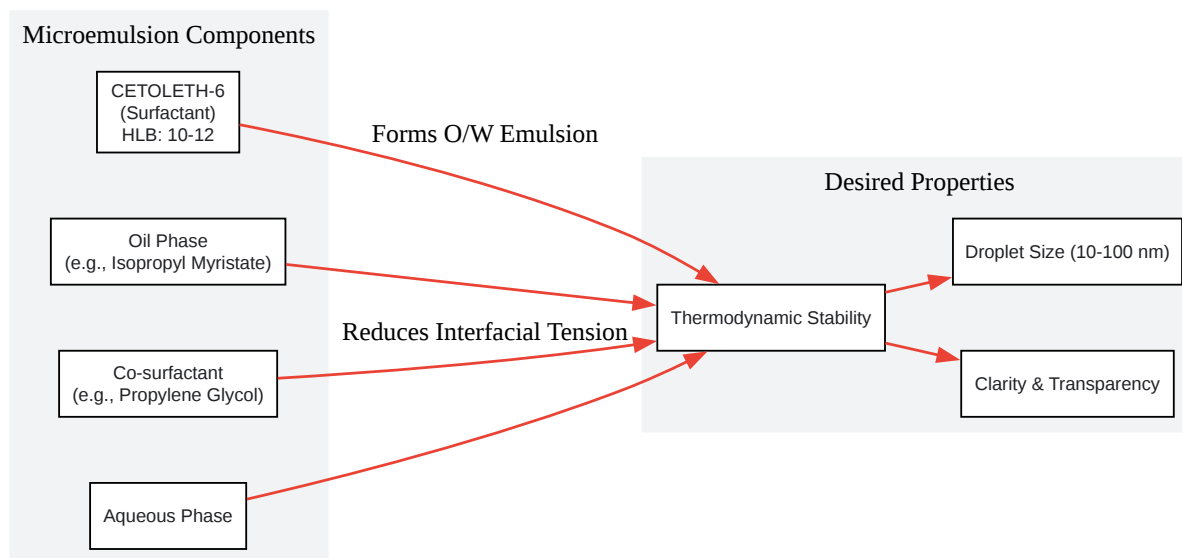 Microemulsion Components
CETOLETH-6
(Surfactant)
HLB: 10-12
Oil Phase
(e.g., Isopropyl Myristate)
Co-surfactant
(e.g., Propylene Glycol)
Aqueous Phase
Forms O/W Emulsion
Reduces Interfacial Tension
Desired Properties
Thermodynamic Stability
Droplet Size (10-100 nm)
Clarity & Transparency